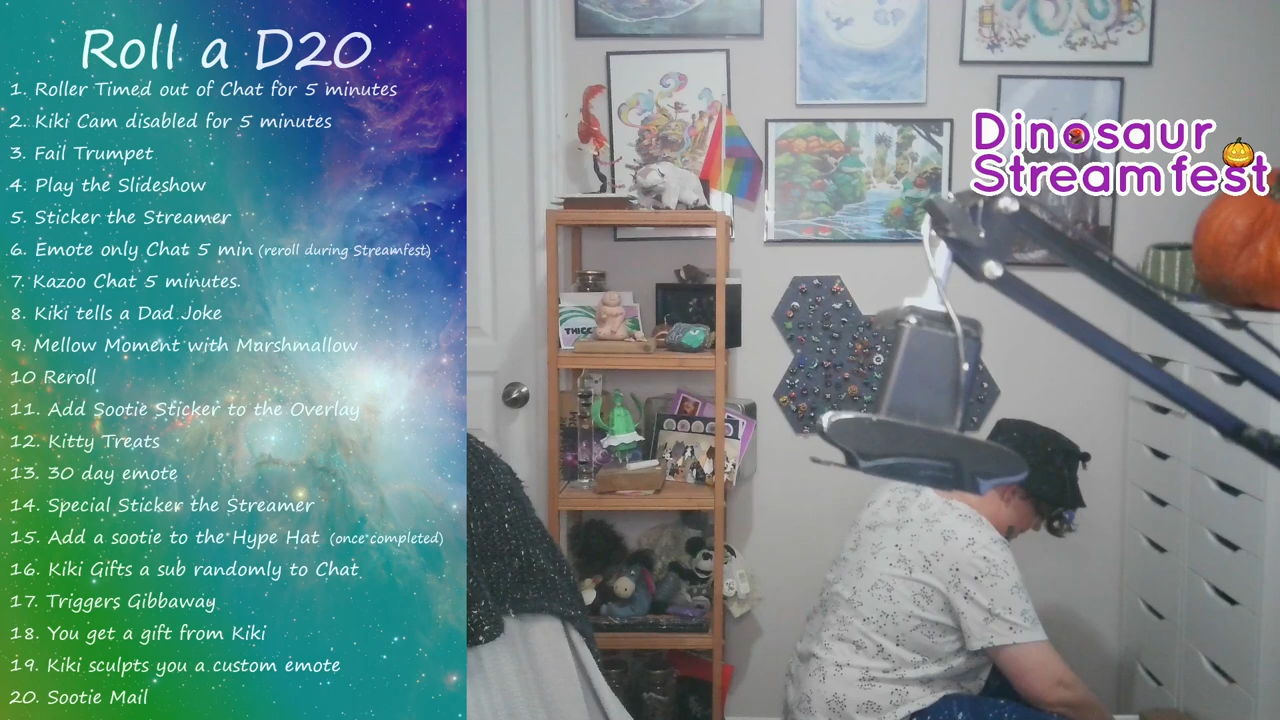 Roll a D20
1. Roller Timed out of Chat for 5 minutes
2. Kiki Cam disabled for 5 minutes
3. Fail Trumpet
4. Play the Slideshow
5. Sticker the Streamer
6. Emote only Chat 5 min (reroll during Streamfest)
7. Kazoo Chat 5 minutes.
8. Kiki tells a Dad Joke
9. Mellow Moment with Marshmallow
10 Reroll
11. Add Sootie Sticker to the Overlay
12. Kitty Treats
13. 30 day emote
14. Special Sticker the Streamer
15. Add a sootie to the Hype Hat (once completed)
16. Kiki Gifts a sub randomly to Chat
17. Triggers Gibbaway
18. You get a gift from Kiki
19. Kiki sculpts you a custom emote
20. Sootie Mail
Dinosaur
Streamfest
THICC